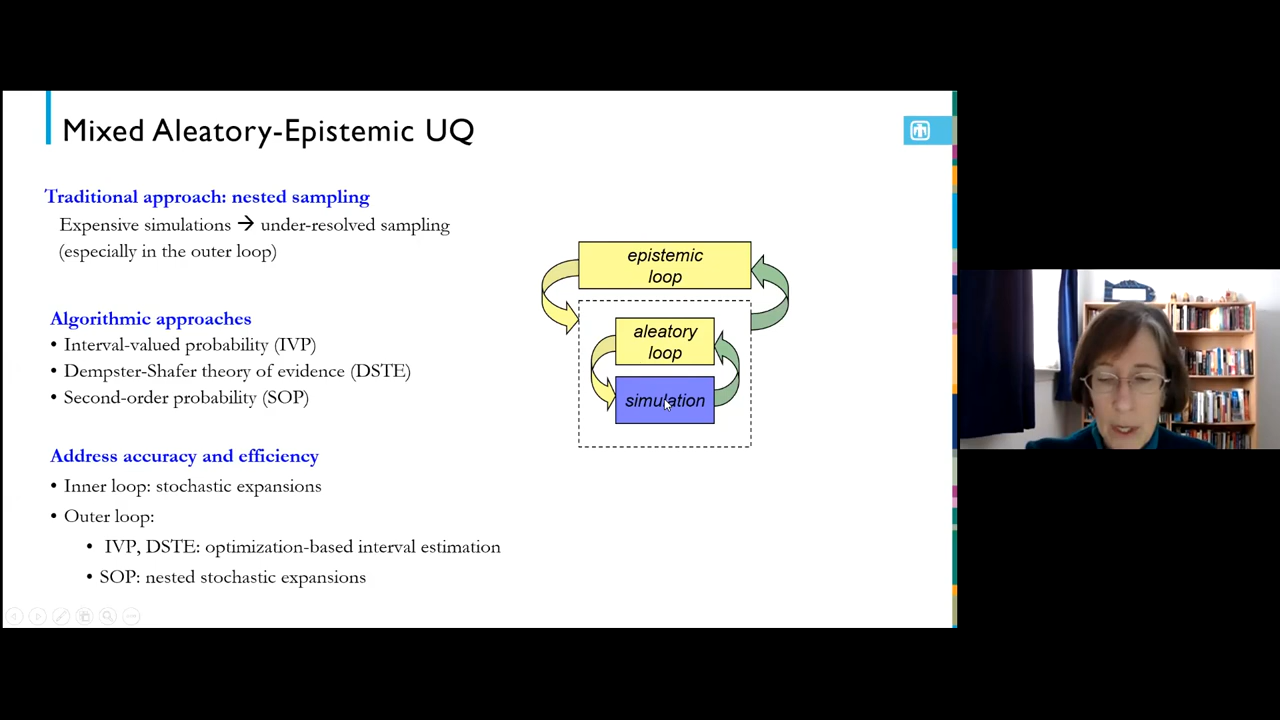 Mixed Aleatory-Epistemic UQ
Traditional approach: nested sampling
Expensive simulations → under-resolved sampling
(especially in the outer loop)
Algorithmic approaches
• Interval-valued probability (IVP)
• Dempster-Shafer theory of evidence (DSTE)
• Second-order probability (SOP)
Address accuracy and efficiency
• Inner loop: stochastic expansions
• Outer loop:
• IVP, DSTE: optimization-based interval estimation
• SOP: nested stochastic expansions
epistemic
loop
aleatory
loop
simulation